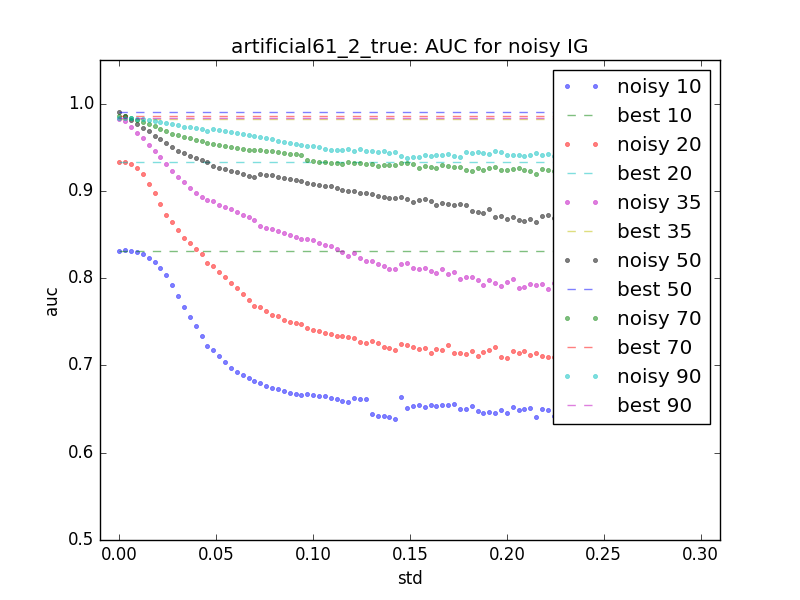 artificial61_2_true: AUC for noisy IG
auc
1.0
0.9
0.8
0.7
0.6
0.5
0.00 0.05 0.10 0.15 0.20 0.25 0.30
std
noisy 10
best 10
noisy 20
best 20
noisy 35
best 35
noisy 50
best 50
noisy 70
best 70
noisy 90
best 90